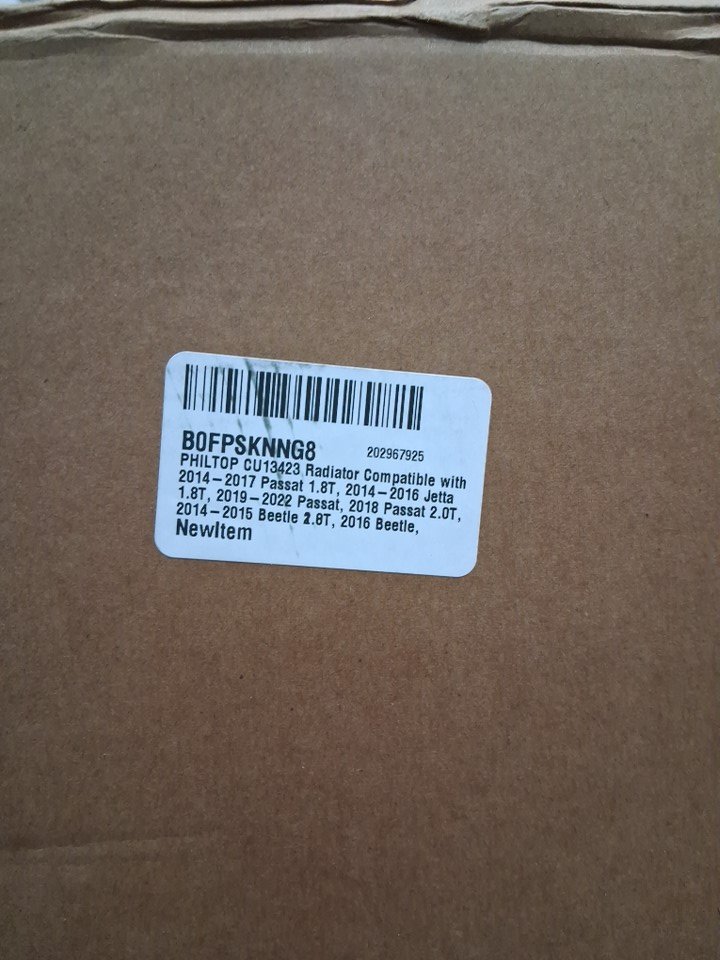 B0FPSKNNG8 202967925
PHILTOP CU13423 Radiator Compatible with
2014-2017 Passat 1.8T, 2014-2016 Jetta
1.8T, 2019-2022 Passat, 2018 Passat 2.0T,
2014-2015 Beetle 1.8T, 2016 Beetle,
NewItem